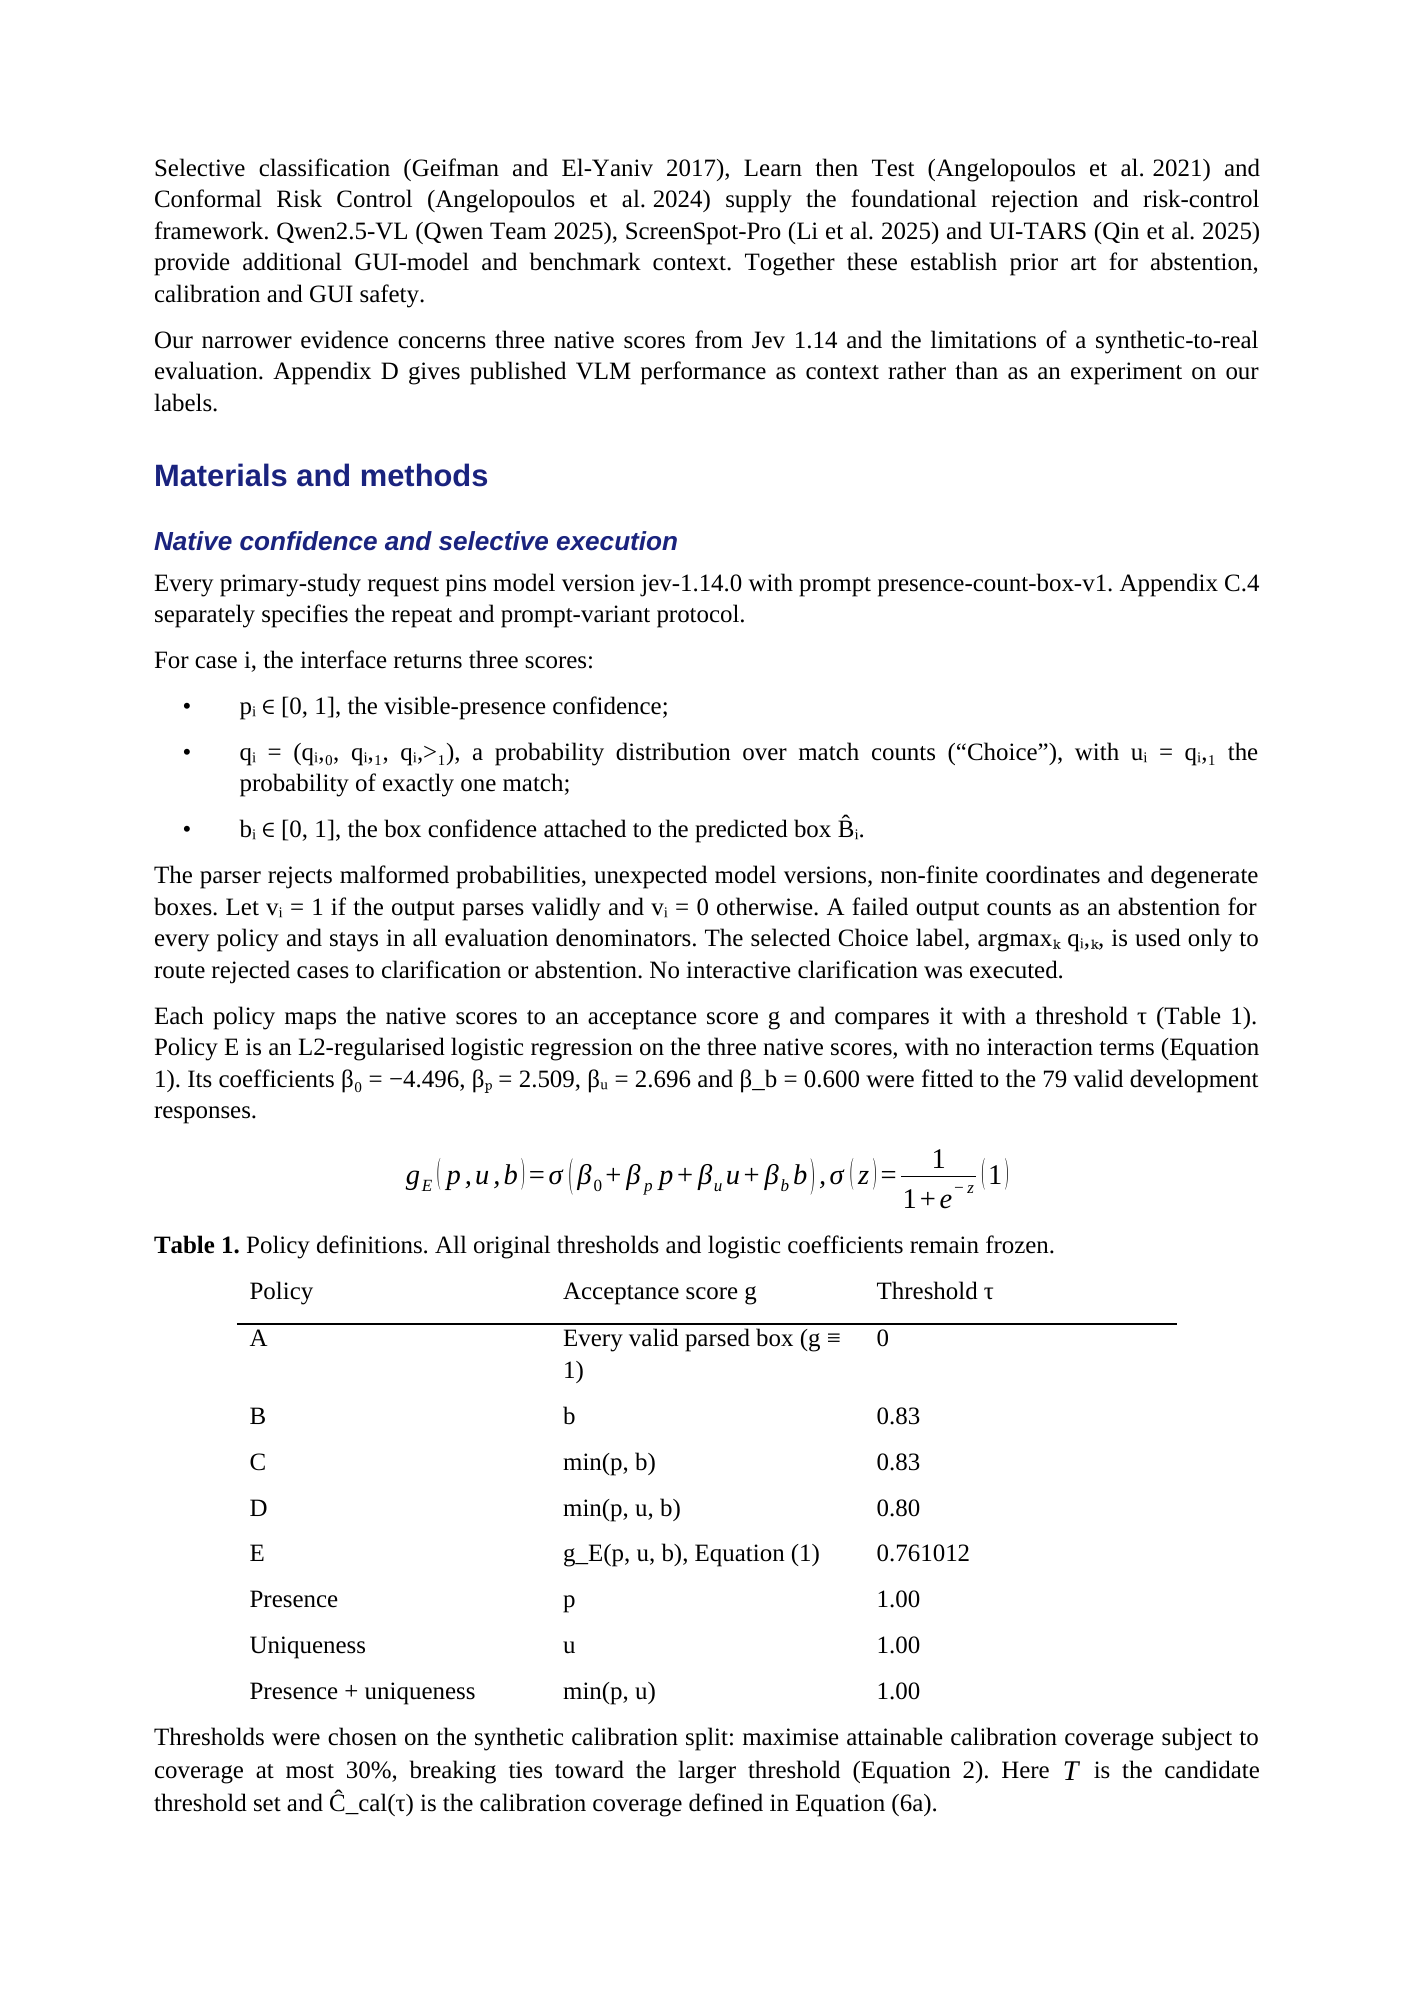 Selective classification (Geifman and El-Yaniv 2017), Learn then Test (Angelopoulos et al. 2021) and
Conformal Risk Control (Angelopoulos et al. 2024) supply the foundational rejection and risk-control
framework. Qwen2.5-VL (Qwen Team 2025), ScreenSpot-Pro (Li et al. 2025) and UI-TARS (Qin et al. 2025)
provide additional GUI-model and benchmark context. Together these establish prior art for abstention,
calibration and GUI safety.
Our narrower evidence concerns three native scores from Jev 1.14 and the limitations of a synthetic-to-real
evaluation. Appendix D gives published VLM performance as context rather than as an experiment on our
labels.
Materials and methods
Native confidence and selective execution
Every primary-study request pins model version jev-1.14.0 with prompt presence-count-box-v1. Appendix C.4
separately specifies the repeat and prompt-variant protocol.
For case i, the interface returns three scores:
• pᵢ ∈ [0, 1], the visible-presence confidence;
• qᵢ = (qᵢ,₀, qᵢ,₁, qᵢ,>₁), a probability distribution over match counts (“Choice”), with uᵢ = qᵢ,₁ the
probability of exactly one match;
• bᵢ ∈ [0, 1], the box confidence attached to the predicted box B̂ᵢ.
The parser rejects malformed probabilities, unexpected model versions, non-finite coordinates and degenerate
boxes. Let vᵢ = 1 if the output parses validly and vᵢ = 0 otherwise. A failed output counts as an abstention for
every policy and stays in all evaluation denominators. The selected Choice label, argmaxₖ qᵢ,ₖ, is used only to
route rejected cases to clarification or abstention. No interactive clarification was executed.
Each policy maps the native scores to an acceptance score g and compares it with a threshold τ (Table 1).
Policy E is an L2-regularised logistic regression on the three native scores, with no interaction terms (Equation
1). Its coefficients β₀ = −4.496, βₚ = 2.509, βᵤ = 2.696 and β_b = 0.600 were fitted to the 79 valid development
responses.
g_E(p,u,b)=σ(β₀+βₚp+βᵤu+β_b b),σ(z)=1/(1+e^−z)(1)
Table 1. Policy definitions. All original thresholds and logistic coefficients remain frozen.
Policy Acceptance score g Threshold τ
A Every valid parsed box (g ≡ 0
1)
B b 0.83
C min(p, b) 0.83
D min(p, u, b) 0.80
E g_E(p, u, b), Equation (1) 0.761012
Presence p 1.00
Uniqueness u 1.00
Presence + uniqueness min(p, u) 1.00
Thresholds were chosen on the synthetic calibration split: maximise attainable calibration coverage subject to
coverage at most 30%, breaking ties toward the larger threshold (Equation 2). Here T is the candidate
threshold set and Ĉ_cal(τ) is the calibration coverage defined in Equation (6a).